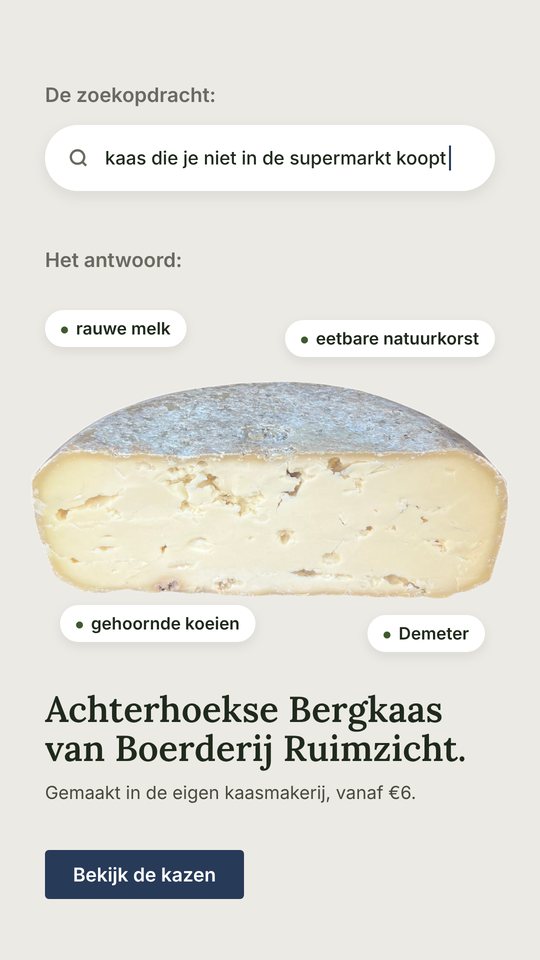 De zoekopdracht:
kaas die je niet in de supermarkt koopt
Het antwoord:
rauwe melk
eetbare natuurkorst
gehoornde koeien
Demeter
Achterhoekse Bergkaas
van Boerderij Ruimzicht.
Gemaakt in de eigen kaasmakerij, vanaf €6.
Bekijk de kazen